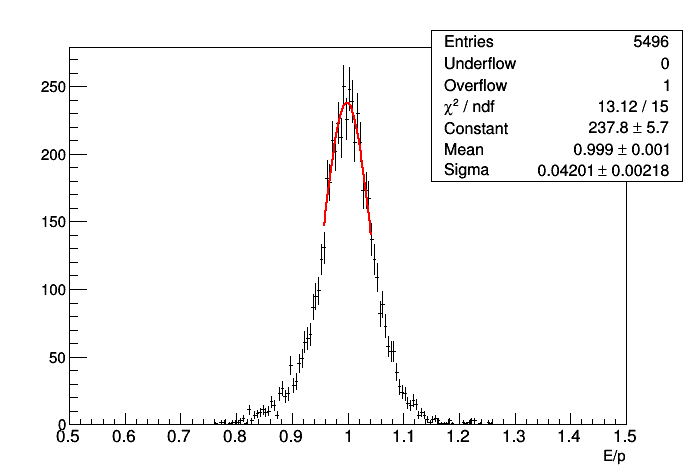 Entries 5496
Underflow 0
Overflow 1
χ² / ndf 13.12 / 15
Constant 237.8 ± 5.7
Mean 0.999 ± 0.001
Sigma 0.04201 ± 0.00218
250
200
150
100
50
0
0.5 0.6 0.7 0.8 0.9 1 1.1 1.2 1.3 1.4 1.5
E/p